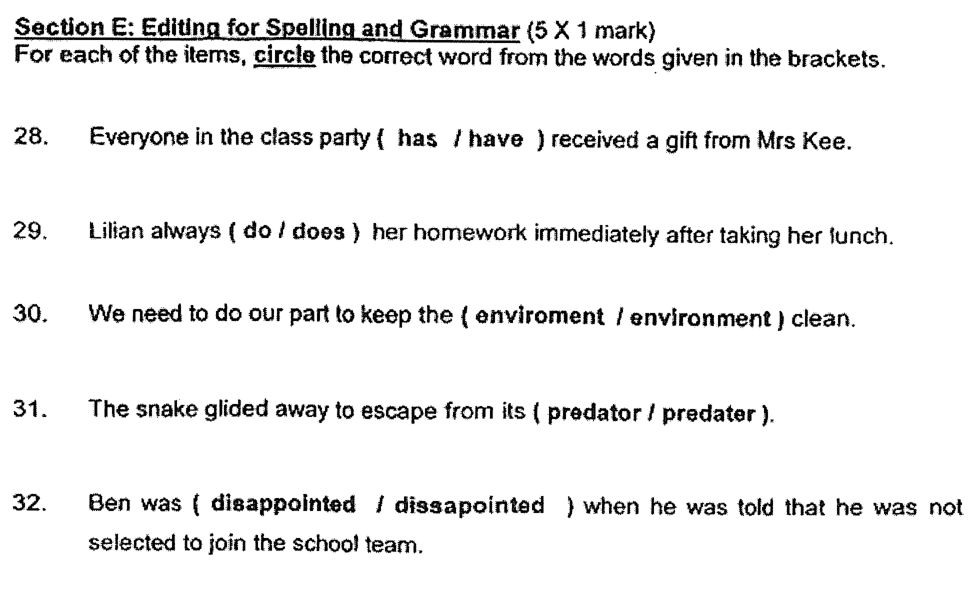 Section E: Editing for Spelling and Grammar (5 X 1 mark)
For each of the items, circle the correct word from the words given in the brackets.
28. Everyone in the class party ( has / have ) received a gift from Mrs Kee.
29. Lilian always ( do / does ) her homework immediately after taking her lunch.
30. We need to do our part to keep the ( enviroment / environment ) clean.
31. The snake glided away to escape from its ( predator / predater ).
32. Ben was ( disappointed / dissapointed ) when he was told that he was not
selected to join the school team.